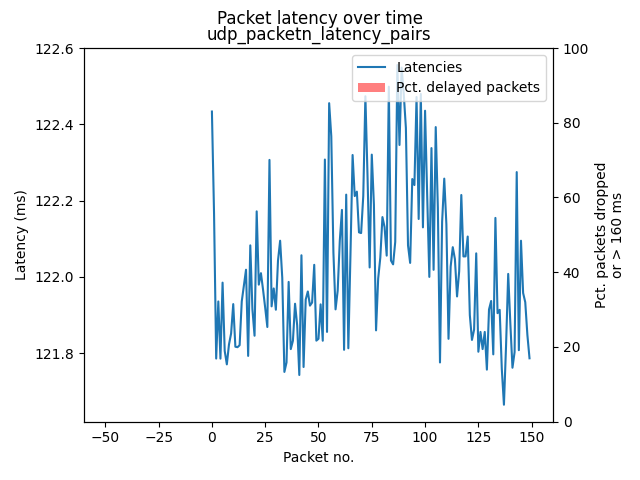 Packet latency over time
udp_packetn_latency_pairs
Latencies
Pct. delayed packets
122.6
122.4
122.2
122.0
121.8
Latency (ms)
100
80
60
40
20
0
Pct. packets dropped
or > 160 ms
−50
−25
0
25
50
75
100
125
150
Packet no.